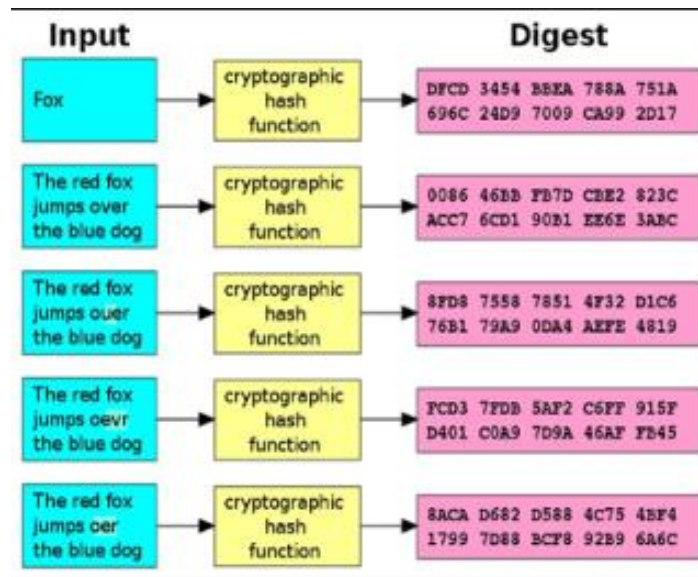 Input
Digest
Fox
cryptographic
hash
function
DFCD 3454 BBEA 788A 751A
696C 24D9 7009 CA99 2D17
The red fox
jumps over
the blue dog
cryptographic
hash
function
0086 46BB FB7D CBE2 823C
ACC7 6CD1 90B1 EE6E 3ABC
The red fox
jumps ouer
the blue dog
cryptographic
hash
function
8FD8 7558 7851 4F32 D1C6
76B1 79A9 0DA4 AEFE 4819
The red fox
jumps oevr
the blue dog
cryptographic
hash
function
FCD3 7FDB 5AF2 C6FF 915F
D401 C0A9 7D9A 46AF FB45
The red fox
jumps oer
the blue dog
cryptographic
hash
function
8ACA D682 D588 4C75 4BF4
1799 7D88 BCF8 92B9 6A6C